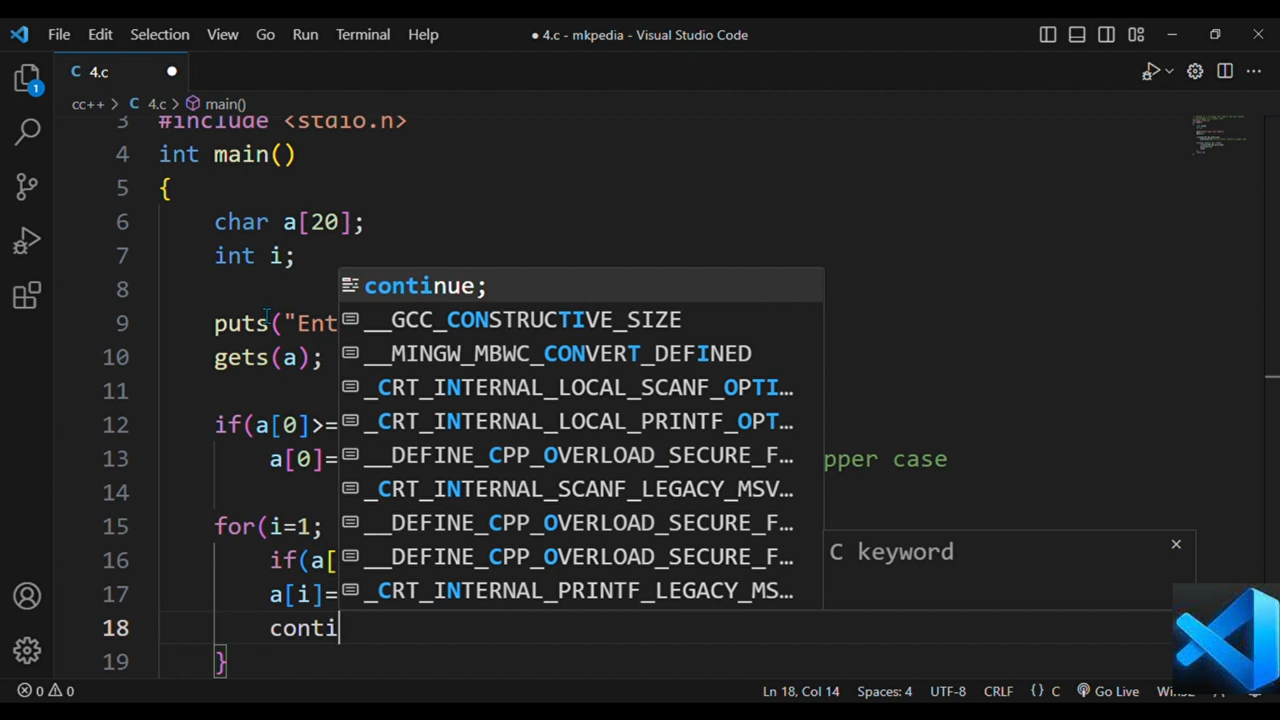 File Edit Selection View Go Run Terminal Help ● 4.c - mkpedia - Visual Studio Code
C 4.c ●
1
cc++ > C 4.c > main()
3 #include <stdio.h>
4 int main()
5 {
6 char a[20];
7 int i;
8
9 puts("Ent
10 gets(a);
11
12 if(a[0]>=
13 a[0]= pper case
14
15 for(i=1;
16 if(a[
17 a[i]=
18 conti
19 }
continue;
__GCC_CONSTRUCTIVE_SIZE
__MINGW_MBWC_CONVERT_DEFINED
_CRT_INTERNAL_LOCAL_SCANF_OPTI…
_CRT_INTERNAL_LOCAL_PRINTF_OPT…
__DEFINE_CPP_OVERLOAD_SECURE_F…
_CRT_INTERNAL_SCANF_LEGACY_MSV…
__DEFINE_CPP_OVERLOAD_SECURE_F…
__DEFINE_CPP_OVERLOAD_SECURE_F…
_CRT_INTERNAL_PRINTF_LEGACY_MS…
C keyword
0 0 Ln 18, Col 14 Spaces: 4 UTF-8 CRLF {} C Go Live Win32